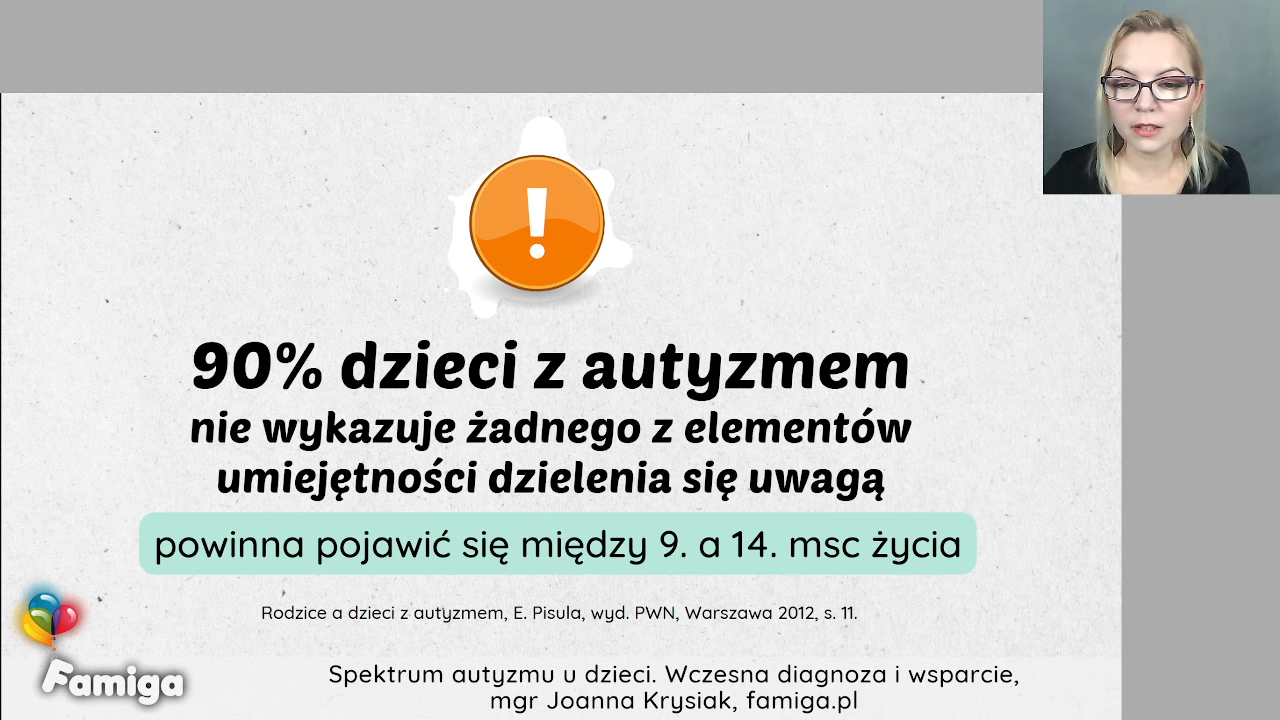 !
90% dzieci z autyzmem
nie wykazuje żadnego z elementów
umiejętności dzielenia się uwagą
powinna pojawić się między 9. a 14. msc życia
Rodzice a dzieci z autyzmem, E. Pisula, wyd. PWN, Warszawa 2012, s. 11.
Famiga
Spektrum autyzmu u dzieci. Wczesna diagnoza i wsparcie,
mgr Joanna Krysiak, famiga.pl